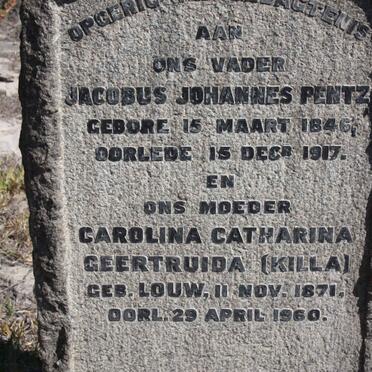 OPGERIG
AAN
ONS VADER
JACOBUS JOHANNES PENTZ
GEBORE 15 MAART 1846,
OORLEDE 15 DECR 1917.
EN
ONS MOEDER
CAROLINA CATHARINA
GEERTRUIDA (KILLA)
GEB. LOUW, 11 NOV. 1871,
OORL. 29 APRIL 1960.